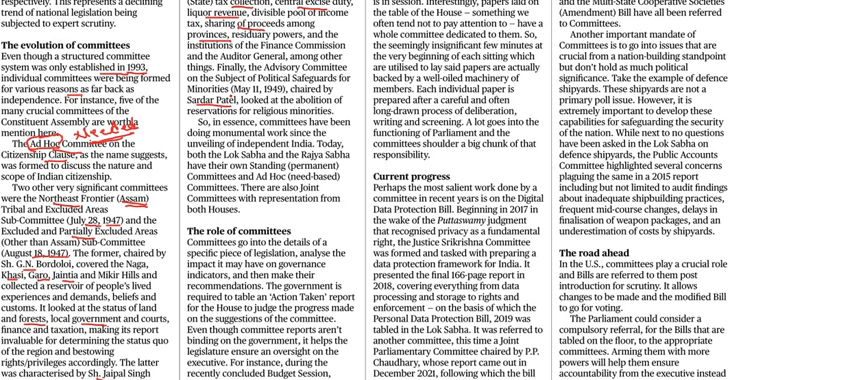 respectively. This represents a declining
trend of national legislation being
subjected to expert scrutiny.
The evolution of committees
Even though a structured committee
system was only established in 1993,
individual committees were being formed
for various reasons as far back as
independence. For instance, five of the
many crucial committees of the
Constituent Assembly are worth a
mention here.
Need Based
The Ad Hoc Committee on the
Citizenship Clause, as the name suggests,
was formed to discuss the nature and
scope of Indian citizenship.
Two other very significant committees
were the Northeast Frontier (Assam)
Tribal and Excluded Areas
Sub-Committee (July 28, 1947) and the
Excluded and Partially Excluded Areas
(Other than Assam) Sub-Committee
(August 18, 1947). The former, chaired by
Sh. G.N. Bordoloi, covered the Naga,
Khasi, Garo, Jaintia and Mikir Hills and
collected a reservoir of people's lived
experiences and demands, beliefs and
customs. It looked at the status of land
and forests, local government and courts,
finance and taxation, making its report
invaluable for determining the status quo
of the region and bestowing
rights/privileges accordingly. The latter
was characterised by Sh. Jaipal Singh
(State) tax collection, central excise duty,
liquor revenue, divisible pool of income
tax, sharing of proceeds among
provinces, residuary powers, and the
institutions of the Finance Commission
and the Auditor General, among other
things. Finally, the Advisory Committee
on the Subject of Political Safeguards for
Minorities (May 11, 1949), chaired by
Sardar Patel, looked at the abolition of
reservations for religious minorities.
So, in essence, committees have been
doing monumental work since the
unveiling of independent India. Today,
both the Lok Sabha and the Rajya Sabha
have their own Standing (permanent)
Committees and Ad Hoc (need-based)
Committees. There are also Joint
Committees with representation from
both Houses.
The role of committees
Committees go into the details of a
specific piece of legislation, analyse the
impact it may have on governance
indicators, and then make their
recommendations. The government is
required to table an 'Action Taken' report
for the House to judge the progress made
on the suggestions of the committee.
Even though committee reports aren't
binding on the government, it helps the
legislature ensure an oversight on the
executive. For instance, during the
recently concluded Budget Session,
is in session. Interestingly, papers laid on
the table of the House – something we
often tend not to pay attention to – have a
whole committee dedicated to them. So,
the seemingly insignificant few minutes at
the very beginning of each sitting which
are utilised to lay said papers are actually
backed by a well-oiled machinery of
members. Each individual paper is
prepared after a careful and often
long-drawn process of deliberation,
writing and screening. A lot goes into the
functioning of Parliament and the
committees shoulder a big chunk of that
responsibility.
Current progress
Perhaps the most salient work done by a
committee in recent years is on the Digital
Data Protection Bill. Beginning in 2017 in
the wake of the Puttaswamy judgment
that recognised privacy as a fundamental
right, the Justice Srikrishna Committee
was formed and tasked with preparing a
data protection framework for India. It
presented the final 166-page report in
2018, covering everything from data
processing and storage to rights and
enforcement – on the basis of which the
Personal Data Protection Bill, 2019 was
tabled in the Lok Sabha. It was referred to
another committee, this time a Joint
Parliamentary Committee chaired by P.P.
Chaudhary, whose report came out in
December 2021, following which the bill
and the Multi-State Cooperative Societies
(Amendment) Bill have all been referred
to Committees.
Another important mandate of
Committees is to go into issues that are
crucial from a nation-building standpoint
but don't hold as much political
significance. Take the example of defence
shipyards. These shipyards are not a
primary poll issue. However, it is
extremely important to develop these
capabilities for safeguarding the security
of the nation. While next to no questions
have been asked in the Lok Sabha on
defence shipyards, the Public Accounts
Committee highlighted several concerns
plaguing the same in a 2015 report
including but not limited to audit findings
about inadequate shipbuilding practices,
frequent mid-course changes, delays in
finalisation of weapon packages, and an
underestimation of costs by shipyards.
The road ahead
In the U.S., committees play a crucial role
and Bills are referred to them post
introduction for scrutiny. It allows
changes to be made and the modified Bill
to go for voting.
The Parliament could consider a
compulsory referral, for the Bills that are
tabled on the floor, to the appropriate
committees. Arming them with more
powers will help them ensure
accountability from the executive instead